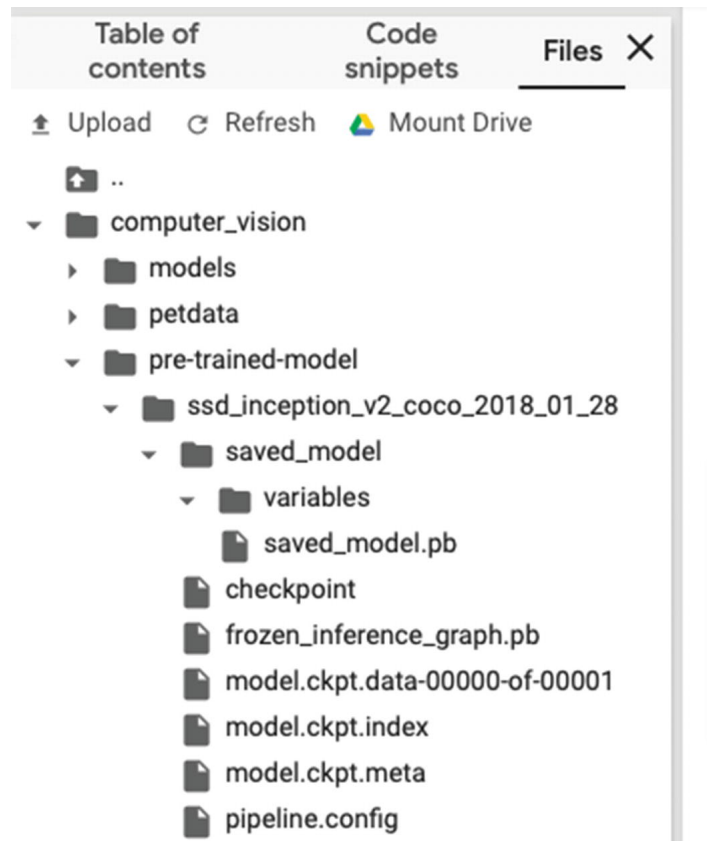 Table of contents
Code snippets
Files
Upload Refresh Mount Drive
..
computer_vision
models
petdata
pre-trained-model
ssd_inception_v2_coco_2018_01_28
saved_model
variables
saved_model.pb
checkpoint
frozen_inference_graph.pb
model.ckpt.data-00000-of-00001
model.ckpt.index
model.ckpt.meta
pipeline.config